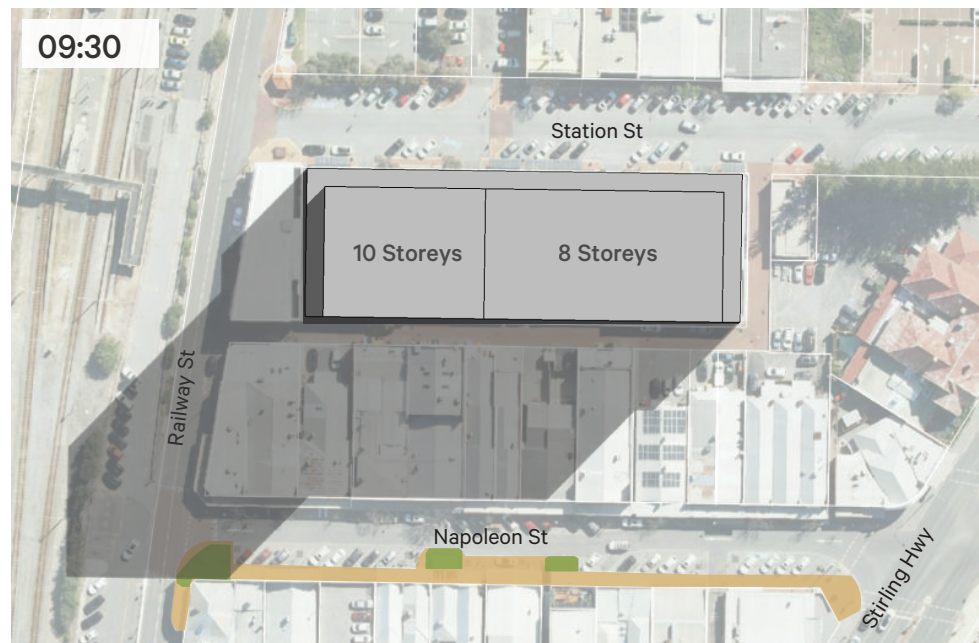 09:30
Station St
10 Storeys
8 Storeys
Railway St
Napoleon St
Stirling Hwy